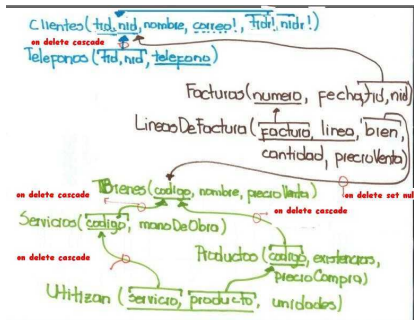 Clientes(tid,nid,nombre, correo!, tidr!, nidr!)
on delete cascade
Telefonos(tid,nid, telefono)
Facturas(numero, fecha,tid,nid)
LineasDeFactura(factura, linea, bien,
cantidad, precioVenta)
Bienes(codigo, nombre, precioVenta)
on delete cascade
on delete set nul
Servicios(codigo, manoDeObra)
on delete cascade
Productos(codigo, existencias,
precioCompra)
on delete cascade
Utilizan (servicio, producto, unidades)